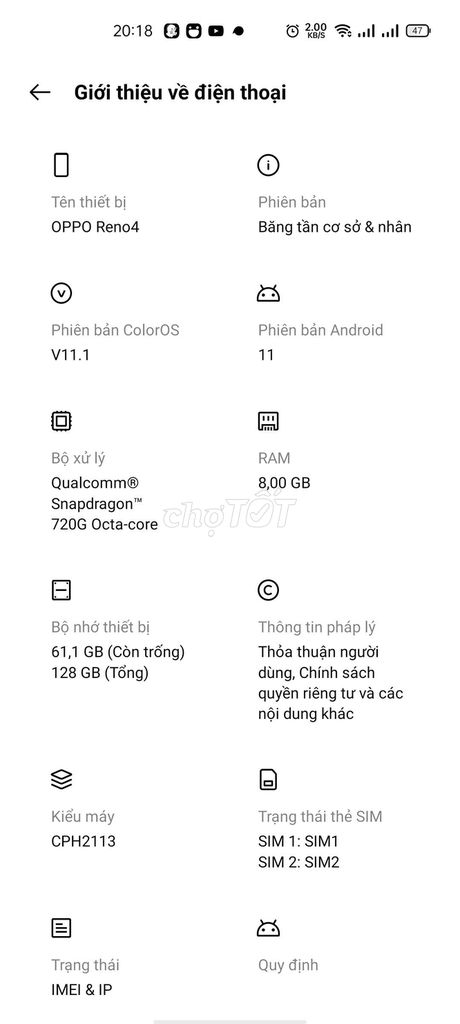 20:18 2.00 KB/S 47
Giới thiệu về điện thoại
Tên thiết bị
OPPO Reno4
Phiên bản
Băng tần cơ sở & nhân
Phiên bản ColorOS
V11.1
Phiên bản Android
11
Bộ xử lý
Qualcomm®
Snapdragon™
720G Octa-core
RAM
8,00 GB
chợTỐT
Bộ nhớ thiết bị
61,1 GB (Còn trống)
128 GB (Tổng)
Thông tin pháp lý
Thỏa thuận người
dùng, Chính sách
quyền riêng tư và các
nội dung khác
Kiểu máy
CPH2113
Trạng thái thẻ SIM
SIM 1: SIM1
SIM 2: SIM2
Trạng thái
IMEI & IP
Quy định